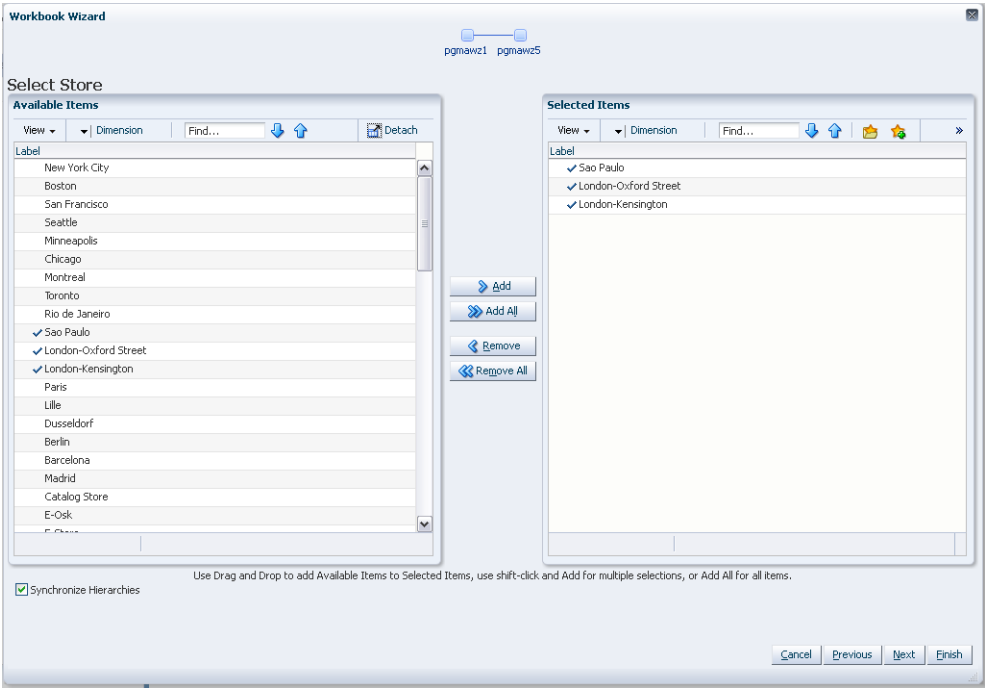 Workbook Wizard
pgmawz1 pgmawz5
Select Store
Available Items
View Dimension Find... Detach
Label
New York City
Boston
San Francisco
Seattle
Minneapolis
Chicago
Montreal
Toronto
Rio de Janeiro
Sao Paulo
London-Oxford Street
London-Kensington
Paris
Lille
Dusseldorf
Berlin
Barcelona
Madrid
Catalog Store
E-Osk
Add
Add All
Remove
Remove All
Selected Items
View Dimension Find... »
Label
Sao Paulo
London-Oxford Street
London-Kensington
Use Drag and Drop to add Available Items to Selected Items, use shift-click and Add for multiple selections, or Add All for all items.
Synchronize Hierarchies
Cancel Previous Next Finish